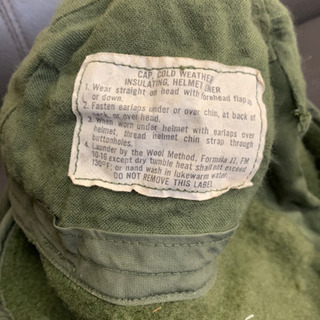 CAP, COLD WEATHER
INSULATING, HELMET LINER
1. Wear straight on head with forehead flap up
or down.
2. Fasten earlaps under or over chin, at back of
neck, or over head.
3. When worn under helmet with earlaps over
helmet, thread helmet chin strap through
buttonholes.
4. Launder by the Wool Method, Formula II, FM
10-16 except dry tumble heat shall not exceed
F, or hand wash in lukewarm water.
DO NOT REMOVE THIS LABEL